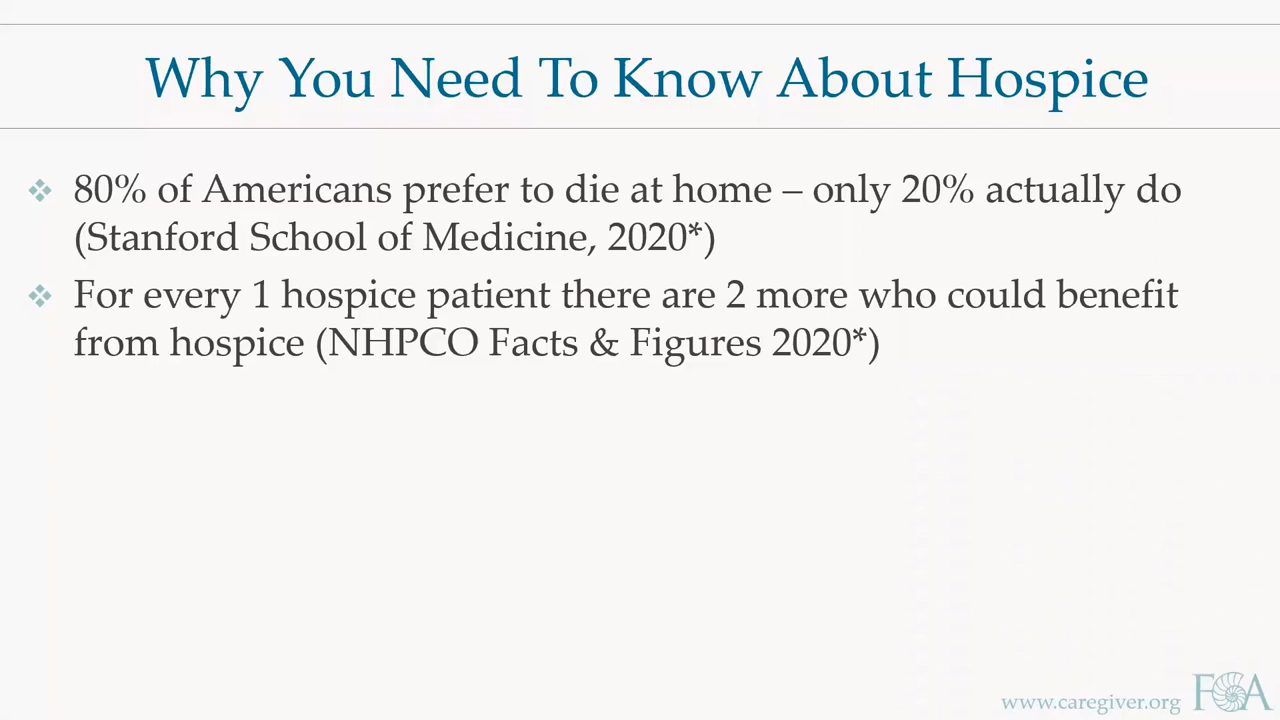 Why You Need To Know About Hospice
80% of Americans prefer to die at home – only 20% actually do
(Stanford School of Medicine, 2020*)
For every 1 hospice patient there are 2 more who could benefit
from hospice (NHPCO Facts & Figures 2020*)
www.caregiver.org FCA